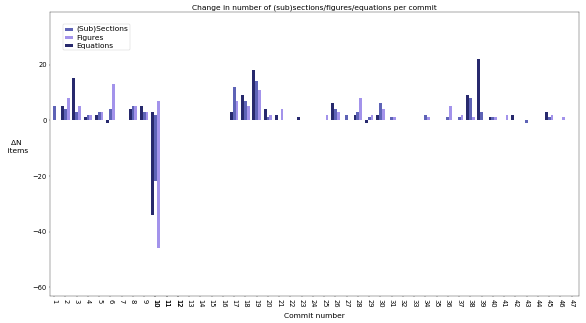 Change in number of (sub)sections/figures/equations per commit
(Sub)Sections
Figures
Equations
20
0
−20
−40
−60
ΔN
items
1 2 3 4 5 6 7 8 9 10 11 12 13 14 15 16 17 18 19 20 21 22 23 24 25 26 27 28 29 30 31 32 33 34 35 36 37 38 39 40 41 42 43 44 45 46 47
Commit number